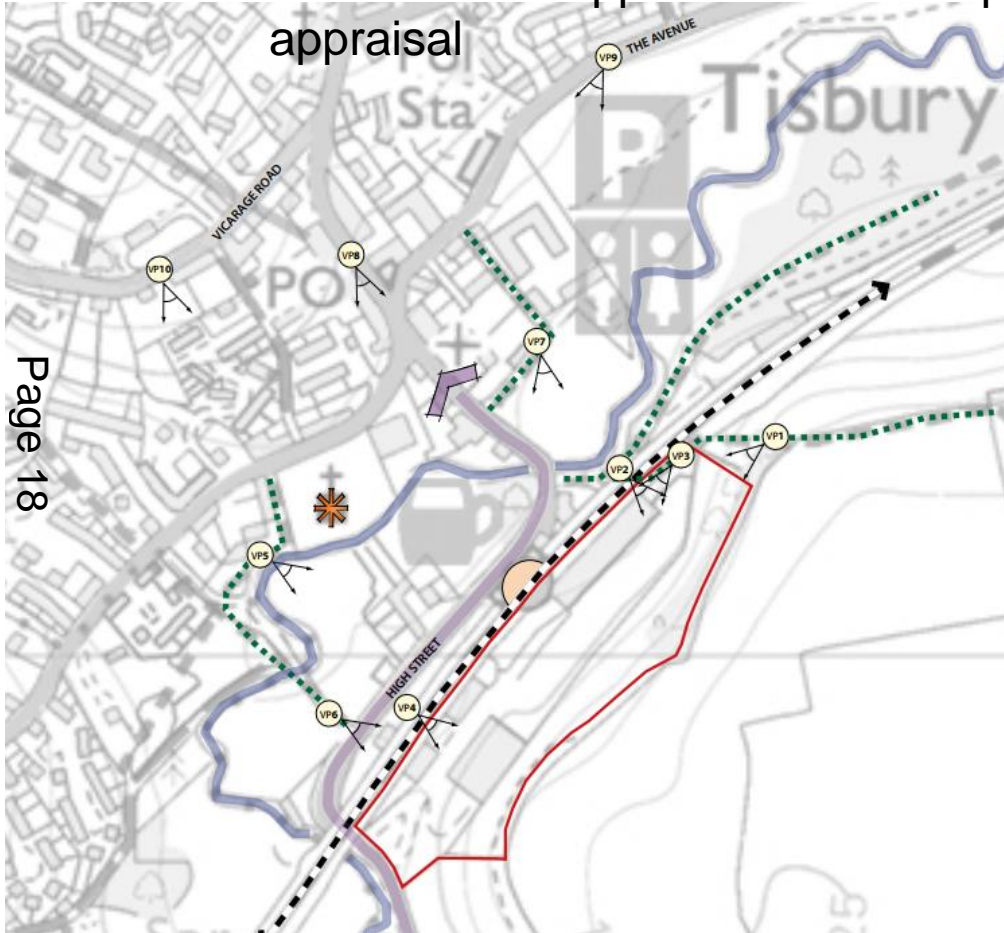 appraisal
THE AVENUE
VP9
Sta
Tisbury
P
VICARAGE ROAD
VP10
VP8
PO
VP7
Page 18
VP1
VP3
VP2
VP5
HIGH STREET
VP4
VP6
25